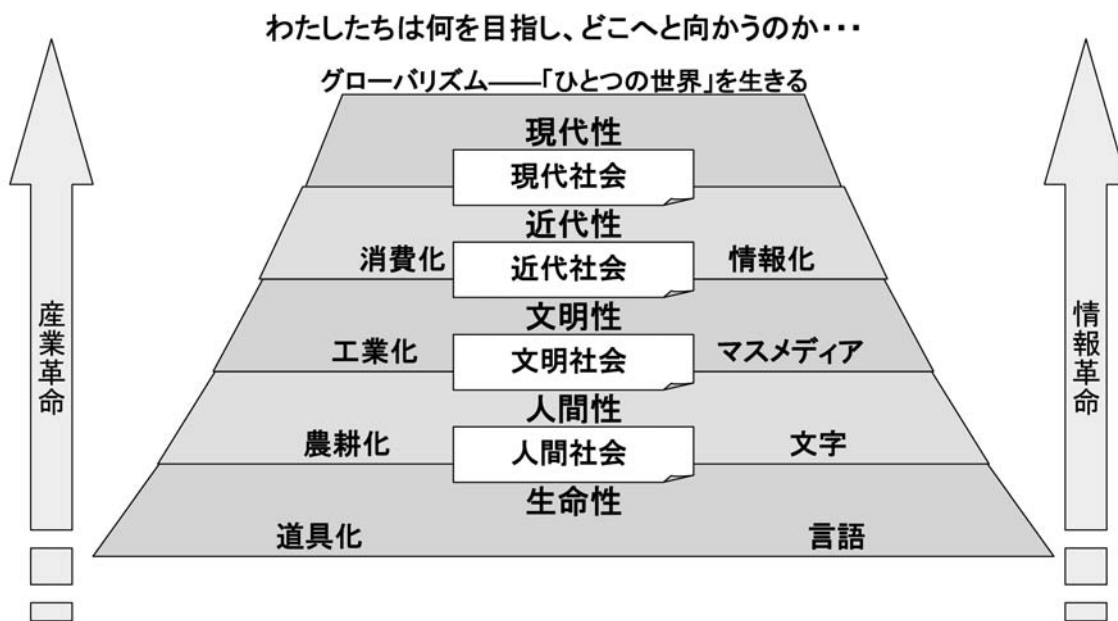 わたしたちは何を目指し、どこへと向かうのか・・・
グローバリズム――「ひとつの世界」を生きる
現代性
現代社会
近代性
消費化
近代社会
情報化
文明性
工業化
文明社会
マスメディア
人間性
農耕化
人間社会
文字
生命性
道具化
言語
産業革命
情報革命